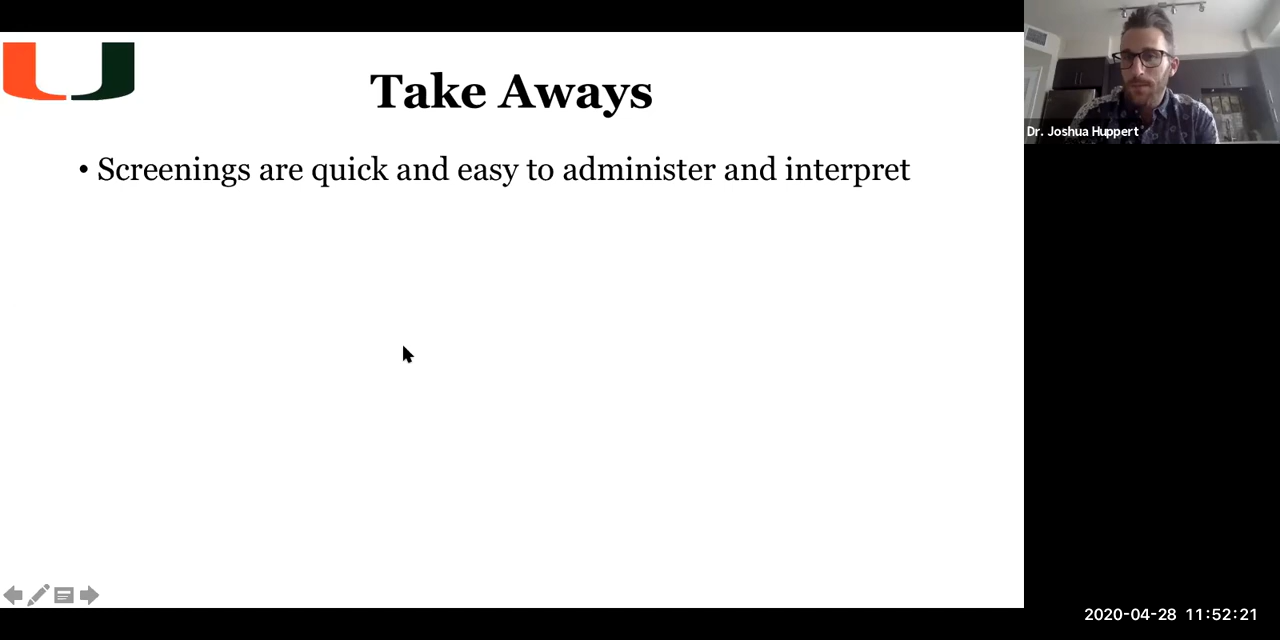 Take Aways
• Screenings are quick and easy to administer and interpret
Dr. Joshua Huppert
2020-04-28 11:52:21